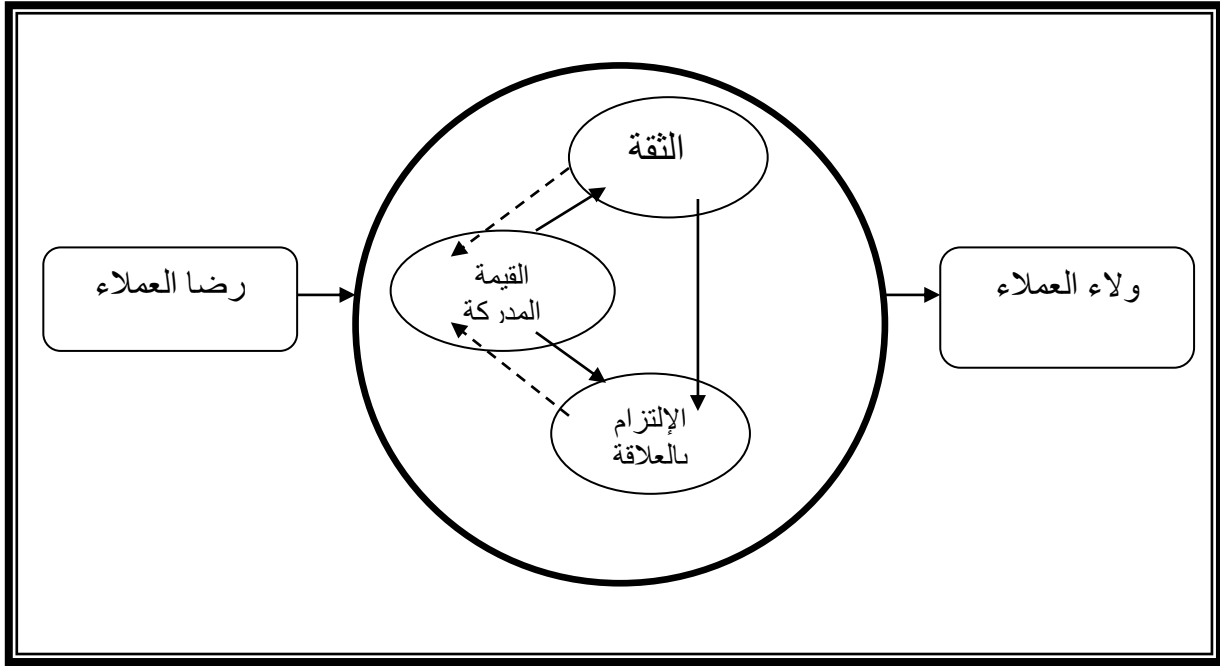 الثقة
رضا العملاء
القيمة
المدركة
ولاء العملاء
الإلتزام
بالعلاقة